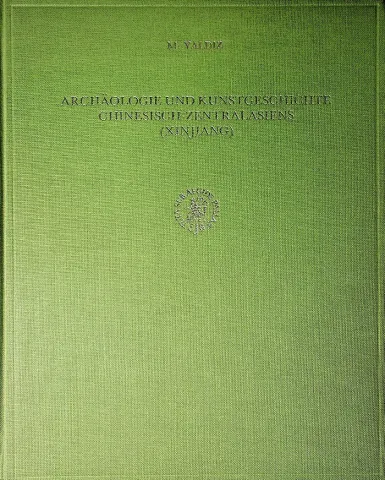 M. YALDIZ
ARCHÄOLOGIE UND KUNSTGESCHICHTE
CHINESISCH-ZENTRALASIENS
(XINJIANG)